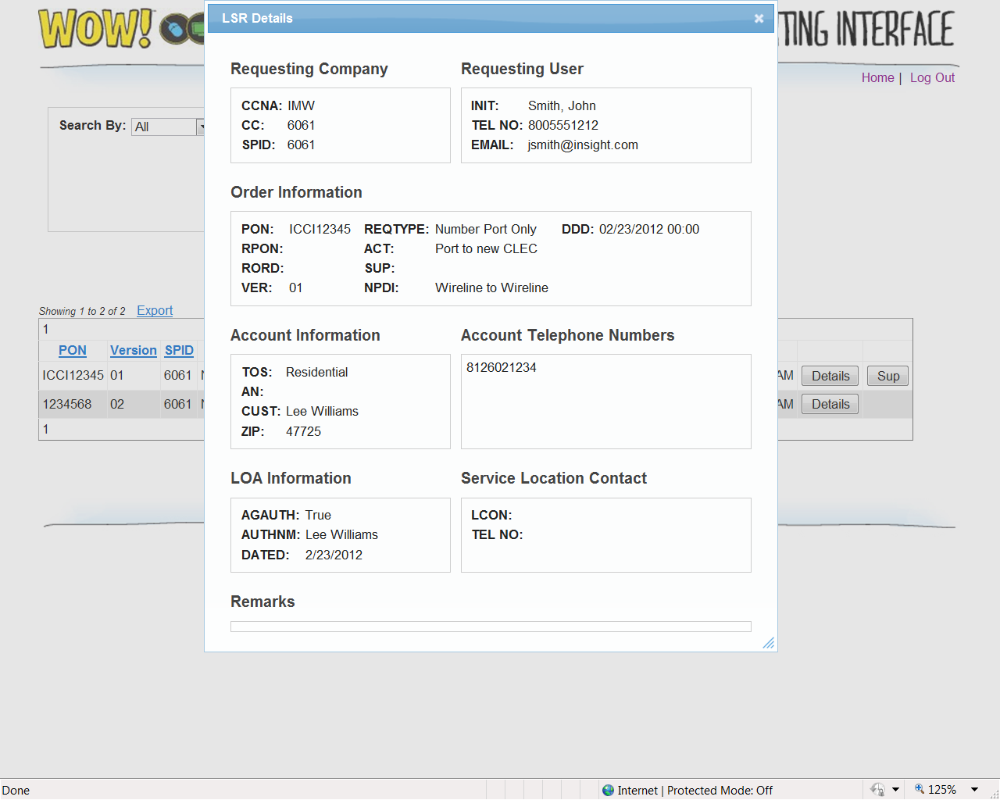 WOW!
TING INTERFACE
LSR Details
Home | Log Out
Search By: All
Requesting Company
CCNA: IMW
CC: 6061
SPID: 6061
Requesting User
INIT: Smith, John
TEL NO: 8005551212
EMAIL: jsmith@insight.com
Order Information
PON: ICCI12345 REQTYPE: Number Port Only DDD: 02/23/2012 00:00
RPON: ACT: Port to new CLEC
RORD: SUP:
VER: 01 NPDI: Wireline to Wireline
Account Information
TOS: Residential
AN:
CUST: Lee Williams
ZIP: 47725
Account Telephone Numbers
8126021234
LOA Information
AGAUTH: True
AUTHNM: Lee Williams
DATED: 2/23/2012
Service Location Contact
LCON:
TEL NO:
Remarks
Showing 1 to 2 of 2 Export
1
PON Version SPID
ICCI12345 01 6061 AM Details Sup
1234568 02 6061 AM Details
1
Done
Internet | Protected Mode: Off
125%